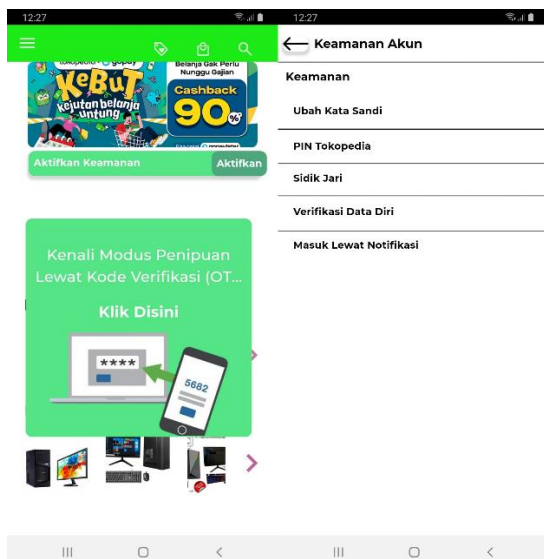 12:27
tokopedia + gopay
KeBuT
kejutan belanja
untung
Belanja Gak Perlu
Nunggu Gajian
Cashback
90%*
Aktifkan Keamanan
Aktifkan
Kenali Modus Penipuan
Lewat Kode Verifikasi (OT...
Klik Disini
****
5682
12:27
Keamanan Akun
Keamanan
Ubah Kata Sandi
PIN Tokopedia
Sidik Jari
Verifikasi Data Diri
Masuk Lewat Notifikasi